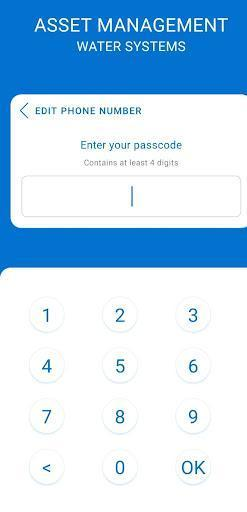 ASSET MANAGEMENT
WATER SYSTEMS
EDIT PHONE NUMBER
Enter your passcode
Contains at least 4 digits
1 2 3
4 5 6
7 8 9
< 0 OK